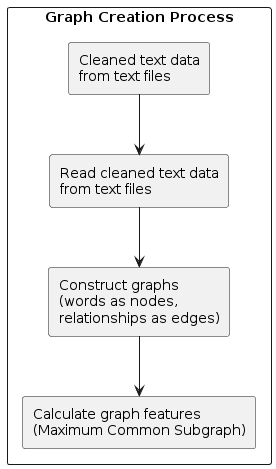 Graph Creation Process
Cleaned text data
from text files
Read cleaned text data
from text files
Construct graphs
(words as nodes,
relationships as edges)
Calculate graph features
(Maximum Common Subgraph)